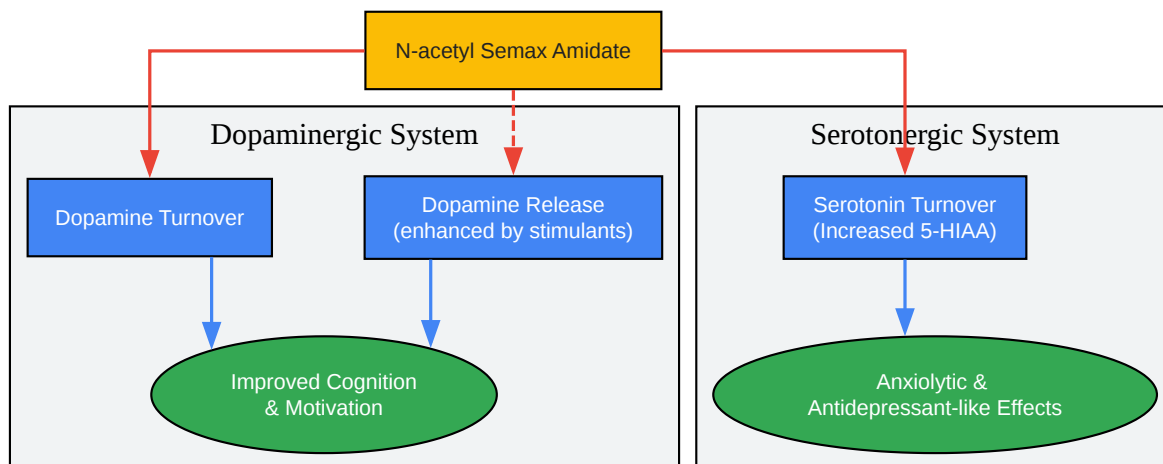 N-acetyl Semax Amidate
Dopaminergic System
Serotonergic System
Dopamine Turnover
Dopamine Release
(enhanced by stimulants)
Serotonin Turnover
(Increased 5-HIAA)
Improved Cognition
& Motivation
Anxiolytic &
Antidepressant-like Effects